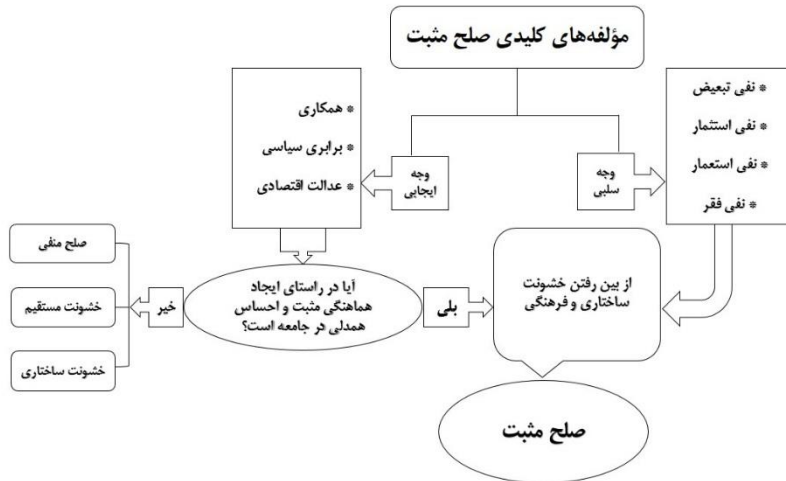 مؤلفه‌های کلیدی صلح مثبت
* نفی تبعیض
* نفی استثمار
* نفی استعمار
* نفی فقر
وجه
سلبی
وجه
ایجابی
* همکاری
* برابری سیاسی
* عدالت اقتصادی
از بین رفتن خشونت
ساختاری و فرهنگی
بلی
آیا در راستای ایجاد
هماهنگی مثبت و احساس
همدلی در جامعه است؟
خیر
صلح منفی
خشونت مستقیم
خشونت ساختاری
صلح مثبت